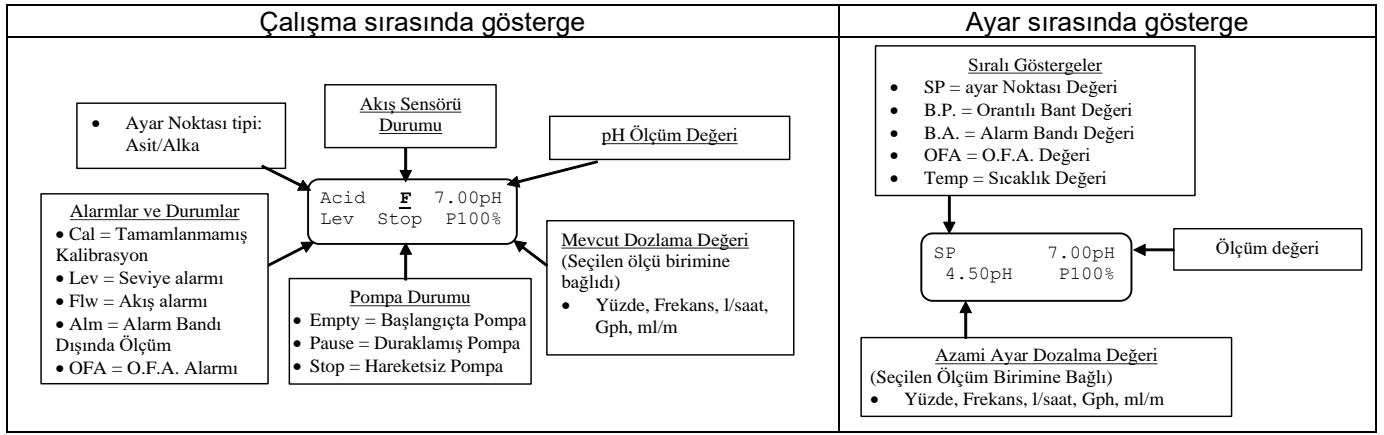 Çalışma sırasında gösterge
Ayar sırasında gösterge
• Ayar Noktası tipi:
Asit/Alka
Akış Sensörü
Durumu
pH Ölçüm Değeri
Acid F 7.00pH
Lev Stop P100%
Alarmlar ve Durumlar
• Cal = Tamamlanmamış
Kalibrasyon
• Lev = Seviye alarmı
• Flw = Akış alarmı
• Alm = Alarm Bandı
Dışında Ölçüm
• OFA = O.F.A. Alarmı
Pompa Durumu
• Empty = Başlangıçta Pompa
• Pause = Duraklamış Pompa
• Stop = Hareketsiz Pompa
Mevcut Dozlama Değeri
(Seçilen ölçü birimine
bağlıdı)
• Yüzde, Frekans, l/saat,
Gph, ml/m
Sıralı Göstergeler
• SP = ayar Noktası Değeri
• B.P. = Orantılı Bant Değeri
• B.A. = Alarm Bandı Değeri
• OFA = O.F.A. Değeri
• Temp = Sıcaklık Değeri
SP 7.00pH
4.50pH P100%
Ölçüm değeri
Azami Ayar Dozalma Değeri
(Seçilen Ölçüm Birimine Bağlı)
• Yüzde, Frekans, l/saat, Gph, ml/m